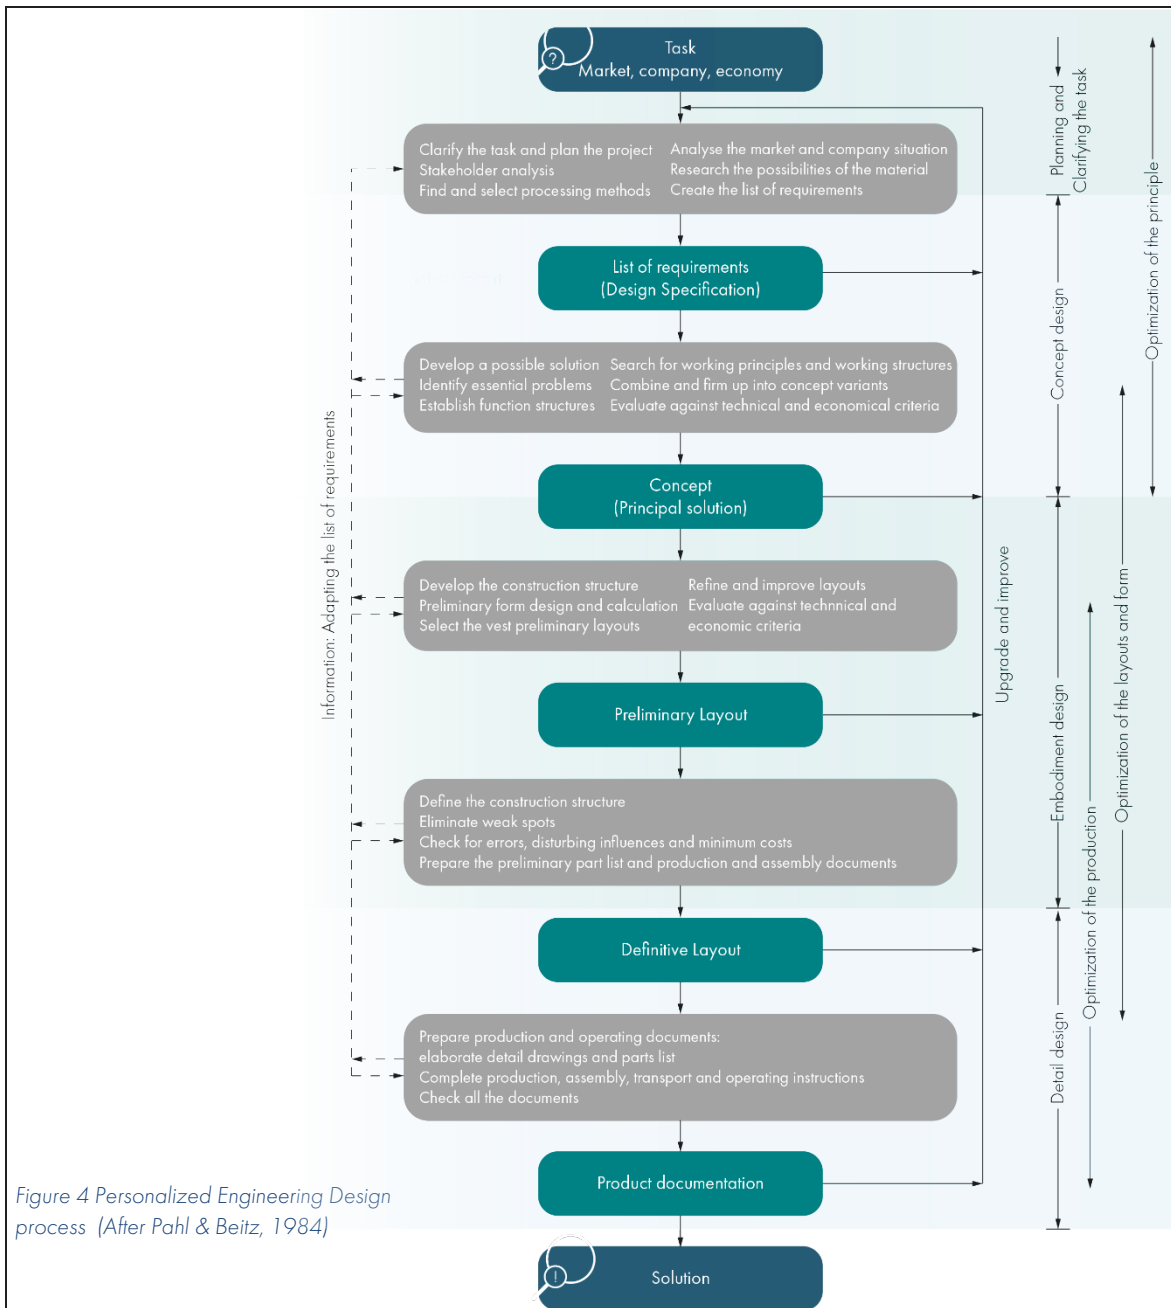 Task
Market, company, economy
?
Clarify the task and plan the project
Stakeholder analysis
Find and select processing methods
Analyse the market and company situation
Research the possibilities of the material
Create the list of requirements
List of requirements
(Design Specification)
Develop a possible solution
Identify essential problems
Establish function structures
Search for working principles and working structures
Combine and firm up into concept variants
Evaluate against technical and economical criteria
Concept
(Principal solution)
Develop the construction structure
Preliminary form design and calculation
Select the vest preliminary layouts
Refine and improve layouts
Evaluate against technnical and
economic criteria
Preliminary Layout
Define the construction structure
Eliminate weak spots
Check for errors, disturbing influences and minimum costs
Prepare the preliminary part list and production and assembly documents
Definitive Layout
Prepare production and operating documents:
elaborate detail drawings and parts list
Complete production, assembly, transport and operating instructions
Check all the documents
Product documentation
Solution
!
Information: Adapting the list of requirements
Upgrade and improve
Planning and
Clarifying the task
Concept design
Embodiment design
Detail design
Optimization of the production
Optimization of the layouts and form
Optimization of the principle
Figure 4 Personalized Engineering Design
process (After Pahl & Beitz, 1984)